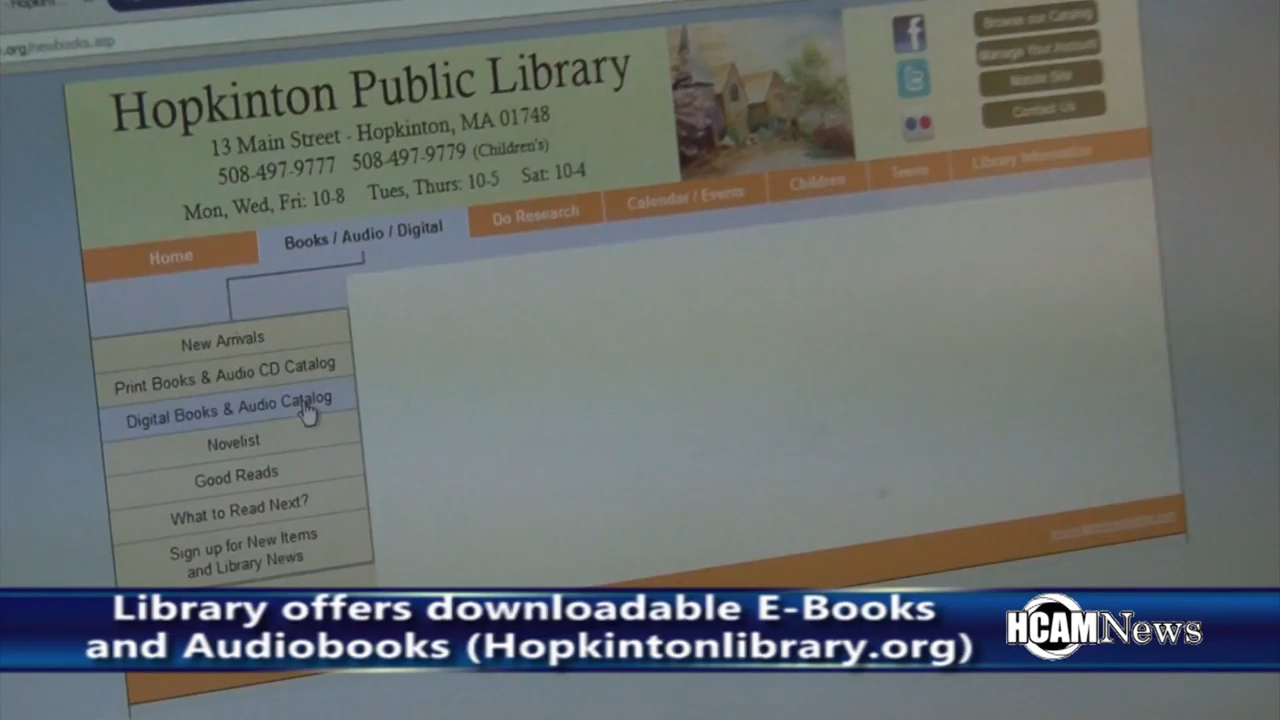 .org/newbooks.asp
Hopkinton Public Library
13 Main Street - Hopkinton, MA 01748
508-497-9777 508-497-9779 (Children's)
Mon, Wed, Fri: 10-8 Tues, Thurs: 10-5 Sat: 10-4
Browse our Catalog
Manage Your Account
Mobile Site
Contact Us
Home
Books / Audio / Digital
Do Research
Calendar / Events
Children
Teens
Library Information
New Arrivals
Print Books & Audio CD Catalog
Digital Books & Audio Catalog
Novelist
Good Reads
What to Read Next?
Sign up for New Items
and Library News
Library offers downloadable E-Books
and Audiobooks (Hopkintonlibrary.org)
HCAMNews